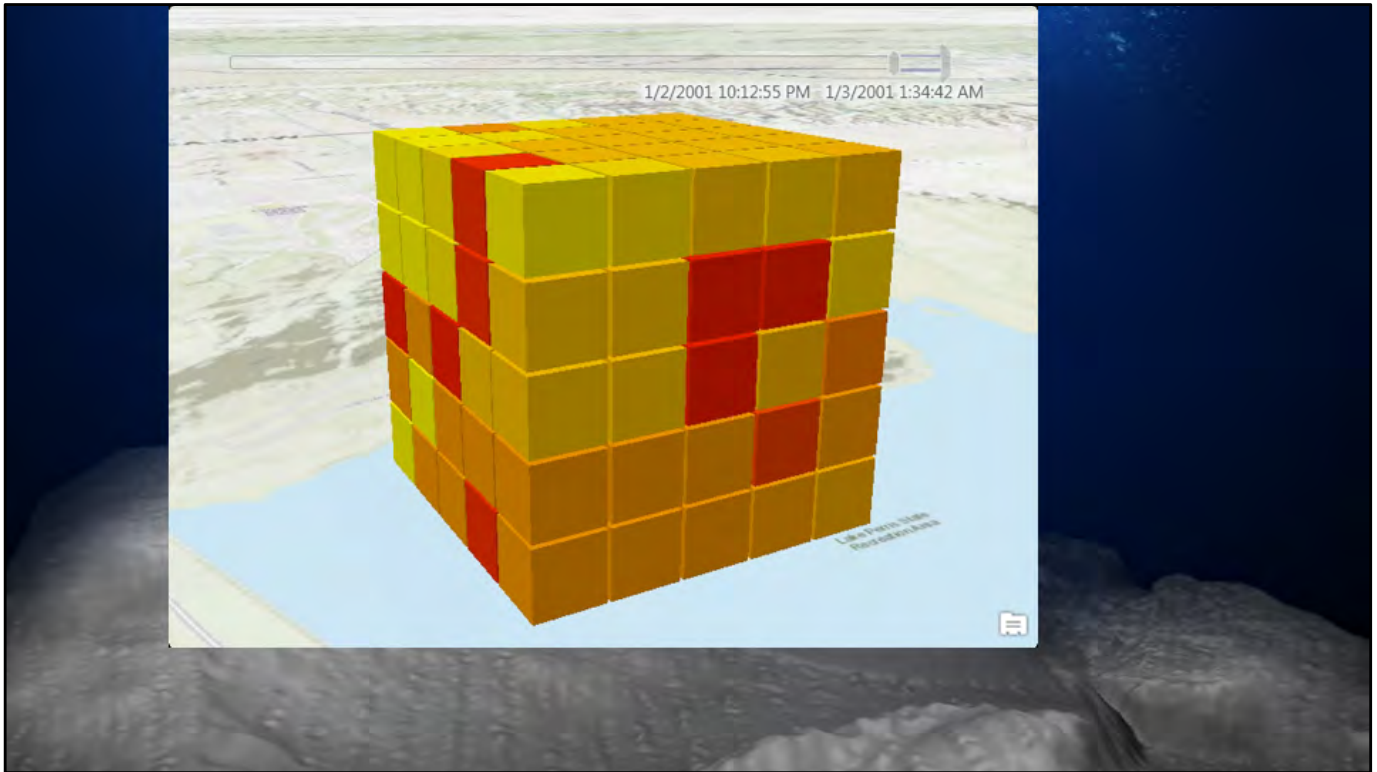 1/2/2001 10:12:55 PM 1/3/2001 1:34:42 AM
Lake Perris State
Recreation Area